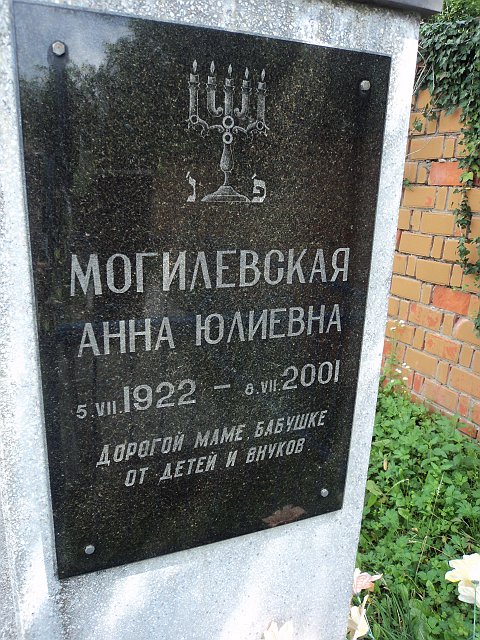 פ נ
МОГИЛЕВСКАЯ
АННА ЮЛИЕВНА
5.VII.1922 – 8.VII.2001
ДОРОГОЙ МАМЕ, БАБУШКЕ
ОТ ДЕТЕЙ И ВНУКОВ